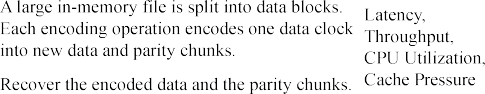 A large in-memory file is split into data blocks.
Each encoding operation encodes one data clock
into new data and parity chunks.
Recover the encoded data and the parity chunks.
Latency,
Throughput,
CPU Utilization,
Cache Pressure